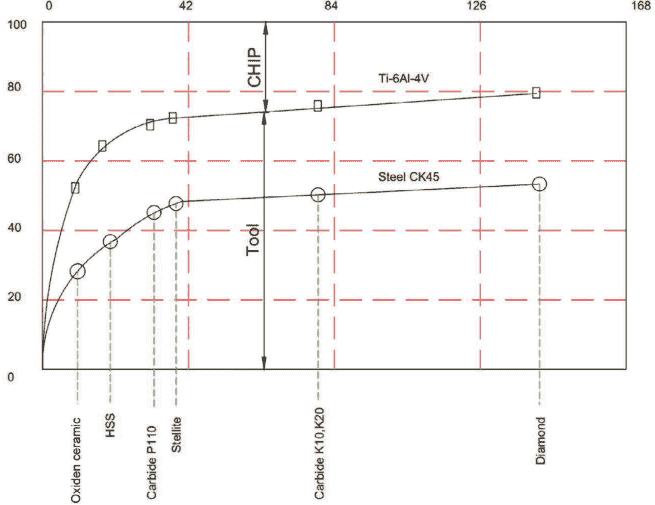 0 42 84 126 168
100
80
60
40
20
0
CHIP
Tool
Ti-6Al-4V
Steel CK45
Oxiden ceramic
HSS
Carbide P110
Stellite
Carbide K10,K20
Diamond